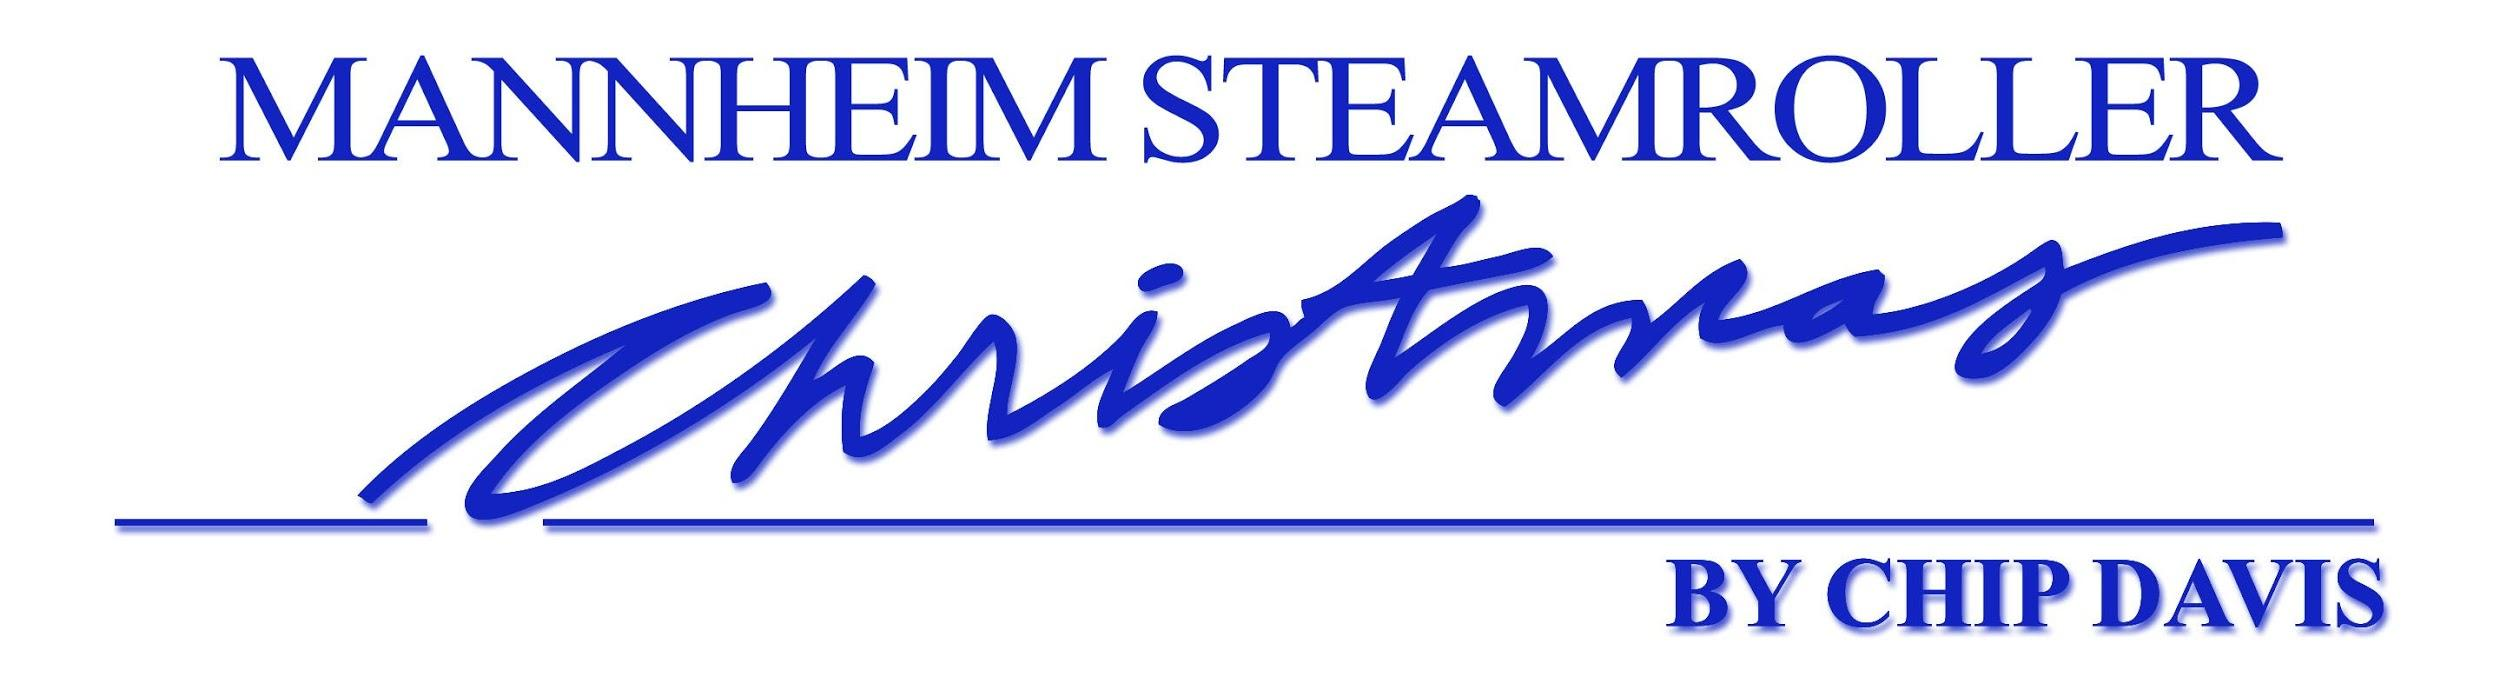 MANNHEIM STEAMROLLER
Christmas
BY CHIP DAVIS